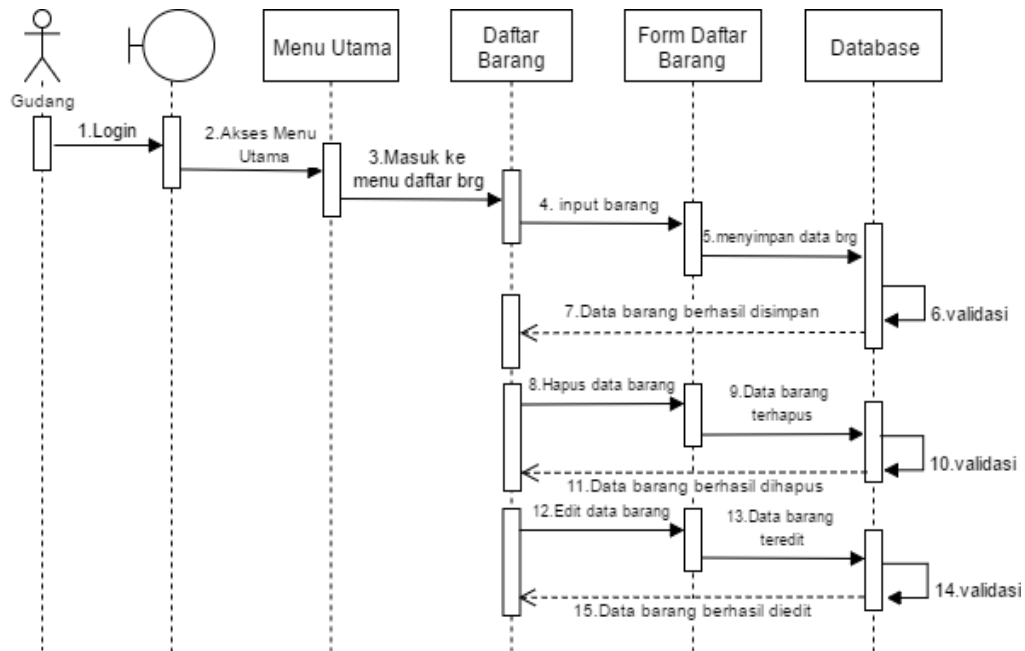 Gudang
Menu Utama
Daftar
Barang
Form Daftar
Barang
Database
1.Login
2.Akses Menu
Utama
3.Masuk ke
menu daftar brg
4. input barang
5.menyimpan data brg
6.validasi
7.Data barang berhasil disimpan
8.Hapus data barang
9.Data barang
terhapus
10.validasi
11.Data barang berhasil dihapus
12.Edit data barang
13.Data barang
teredit
14.validasi
15.Data barang berhasil diedit